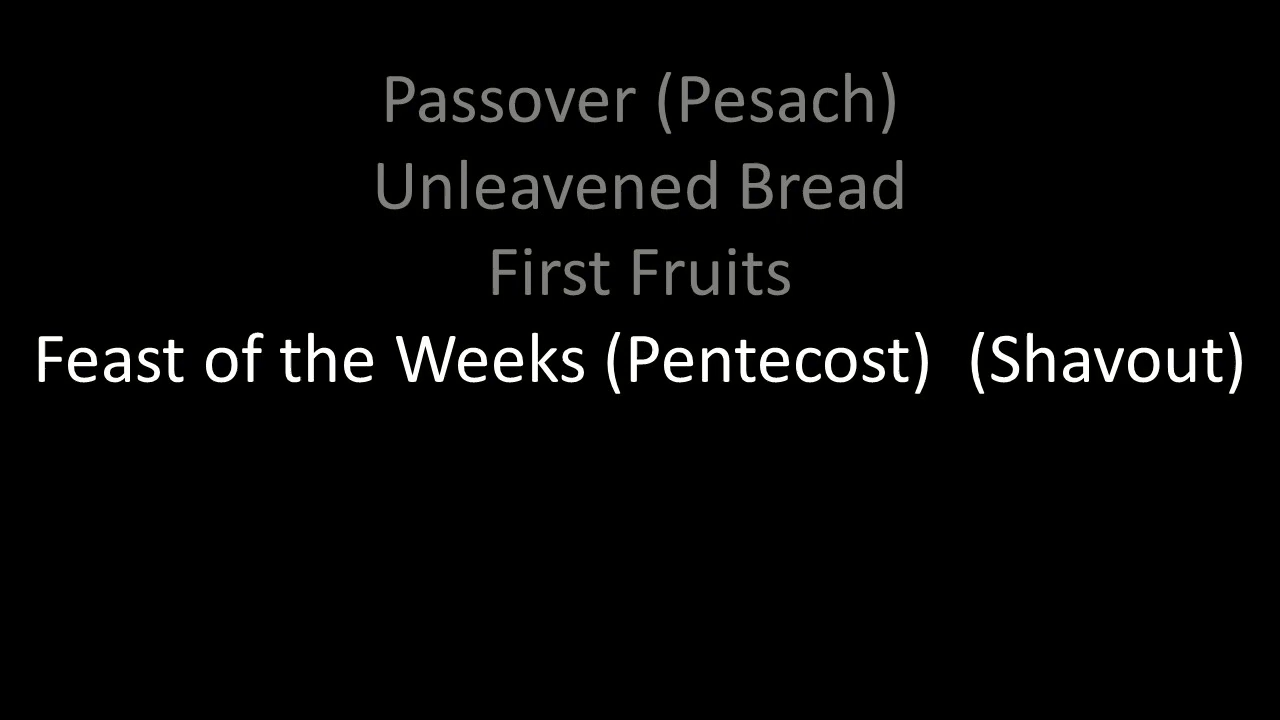 Passover (Pesach)
Unleavened Bread
First Fruits
Feast of the Weeks (Pentecost)  (Shavout)